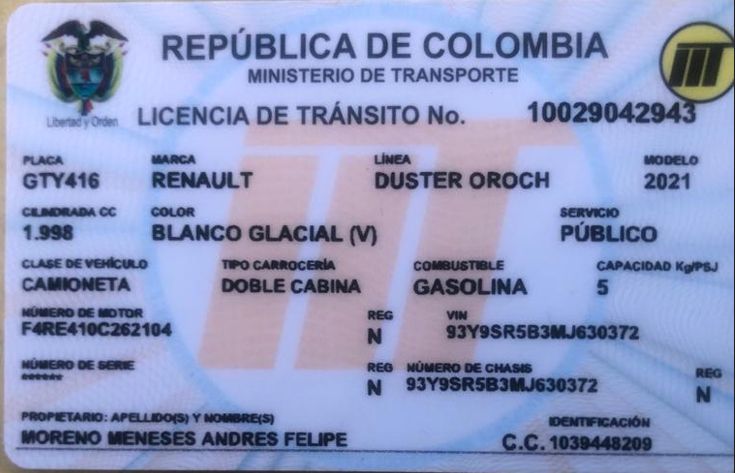 REPÚBLICA DE COLOMBIA
MINISTERIO DE TRANSPORTE
Libertad y Orden
LICENCIA DE TRÁNSITO No. 10029042943
PLACA MARCA LÍNEA MODELO
GTY416 RENAULT DUSTER OROCH 2021
CILINDRADA CC COLOR SERVICIO
1.998 BLANCO GLACIAL (V) PÚBLICO
CLASE DE VEHÍCULO TIPO CARROCERÍA COMBUSTIBLE CAPACIDAD Kg/PSJ
CAMIONETA DOBLE CABINA GASOLINA 5
NÚMERO DE MOTOR REG VIN
F4RE410C262104 N 93Y9SR5B3MJ630372
NÚMERO DE SERIE REG NÚMERO DE CHASIS REG
****** N 93Y9SR5B3MJ630372 N
PROPIETARIO: APELLIDO(S) Y NOMBRE(S) IDENTIFICACIÓN
MORENO MENESES ANDRES FELIPE C.C. 1039448209